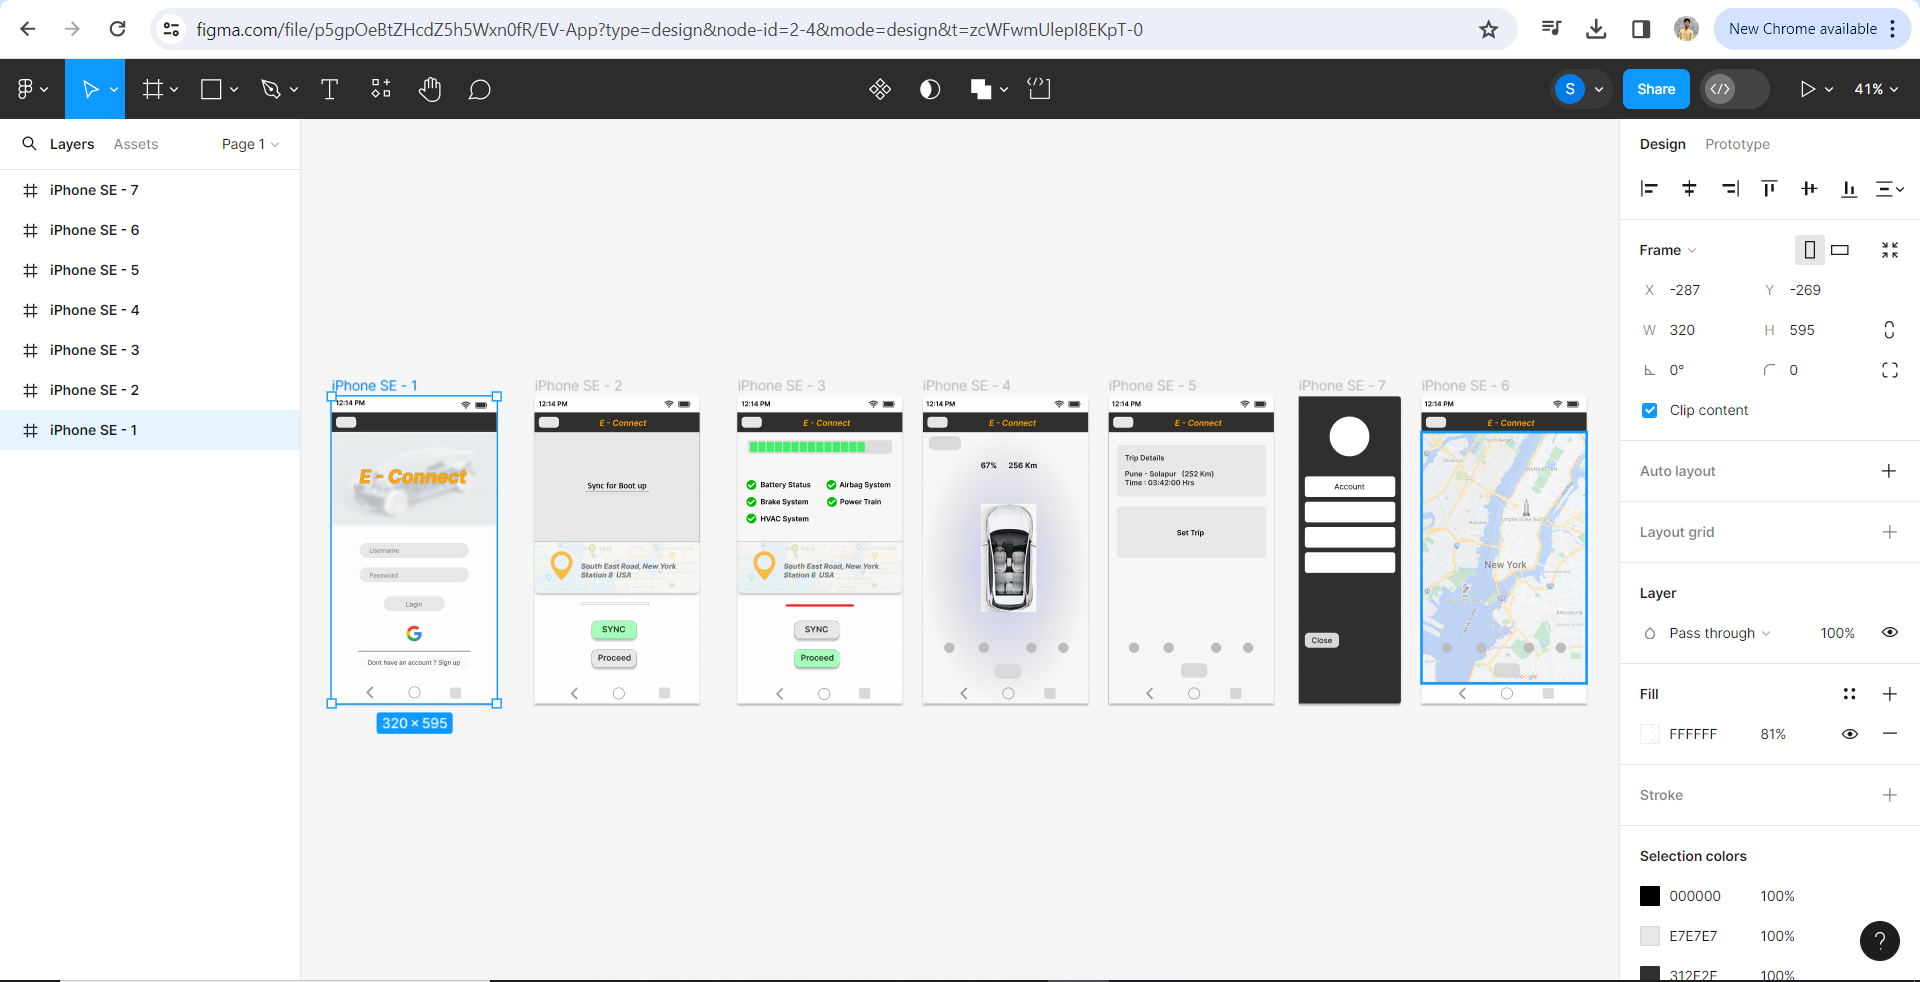 figma.com/file/p5gpOeBtZHcdZ5h5Wxn0fR/EV-App?type=design&node-id=2-4&mode=design&t=zcWFwmUlepI8EKpT-0
New Chrome available
S
Share
41%
Layers Assets Page 1
iPhone SE - 7
iPhone SE - 6
iPhone SE - 5
iPhone SE - 4
iPhone SE - 3
iPhone SE - 2
iPhone SE - 1
iPhone SE - 1
12:14 PM
E - Connect
Username
Password
Login
G
Dont have an account ? Sign up
320 × 595
iPhone SE - 2
12:14 PM
E - Connect
Sync for Boot up
South East Road, New York
Station 8 USA
SYNC
Proceed
iPhone SE - 3
12:14 PM
E - Connect
Battery Status Airbag System
Brake System Power Train
HVAC System
South East Road, New York
Station 8 USA
SYNC
Proceed
iPhone SE - 4
12:14 PM
E - Connect
67% 256 Km
iPhone SE - 5
12:14 PM
E - Connect
Trip Details
Pune - Solapur (252 Km)
Time : 03:42:00 Hrs
Set Trip
iPhone SE - 7
Account
Close
iPhone SE - 6
12:14 PM
E - Connect
MANHATTAN
Empire State Building
New York
BROOKLYN
Google
Design Prototype
Frame
X -287 Y -269
W 320 H 595
0° 0
Clip content
Auto layout
Layout grid
Layer
Pass through 100%
Fill
FFFFFF 81%
Stroke
Selection colors
000000 100%
E7E7E7 100%
312E2E 100%
?